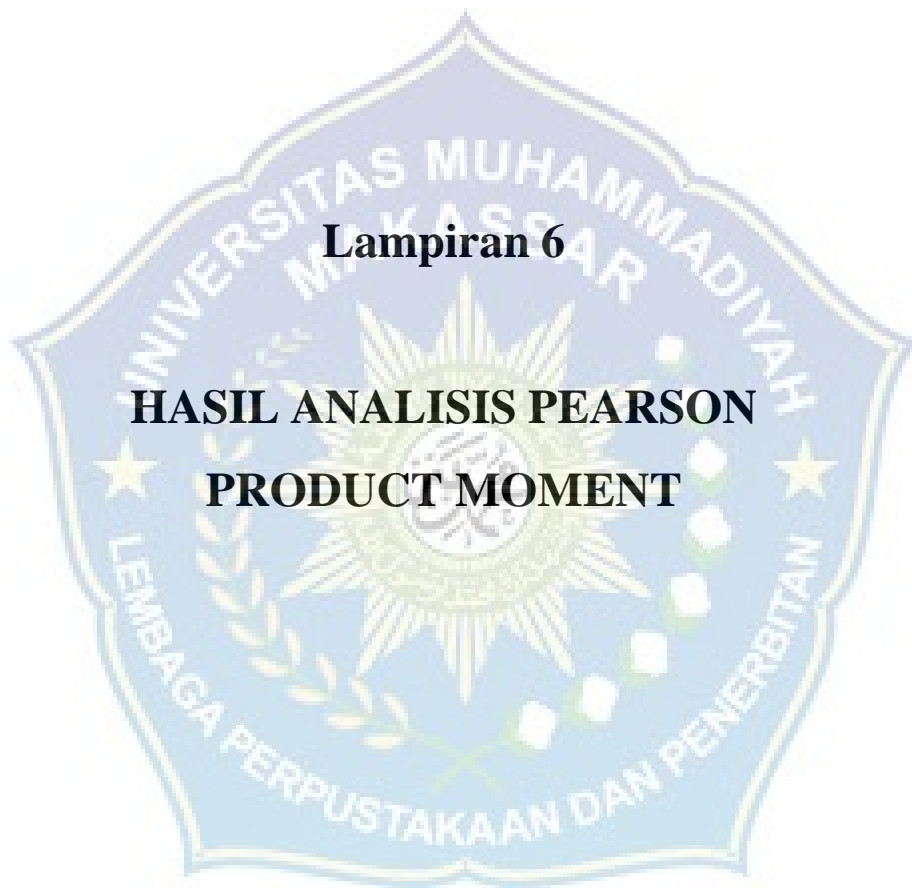 UNIVERSITAS MUHAMMADIYAH
MAKASSAR
Lampiran 6
HASIL ANALISIS PEARSON
PRODUCT MOMENT
LEMBAGA PERPUSTAKAAN DAN PENERBITAN